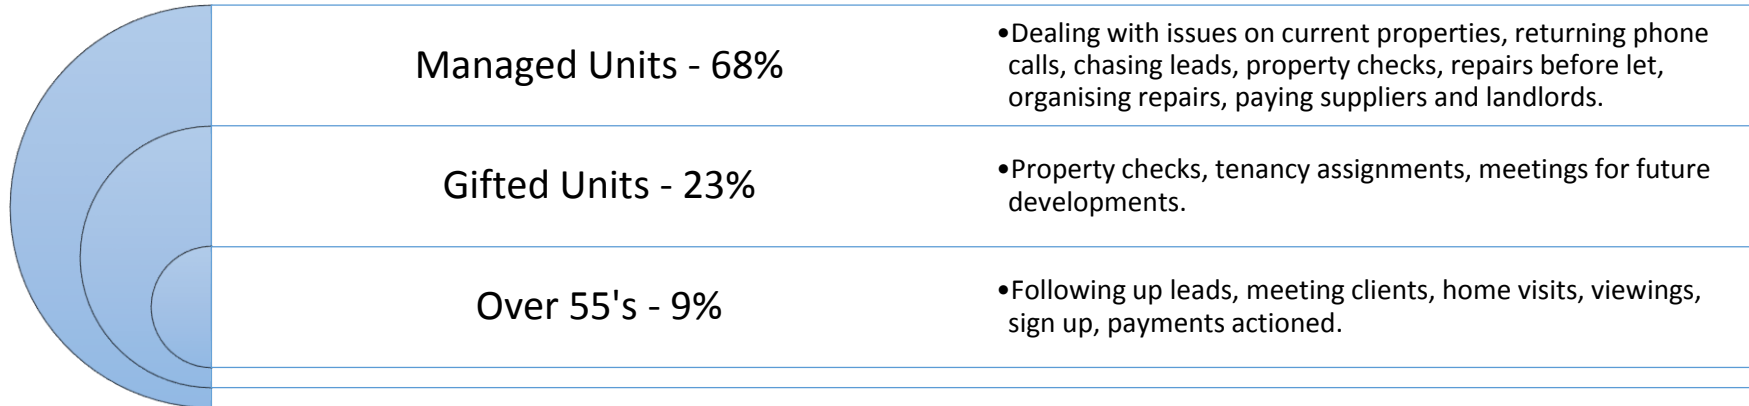 Managed Units - 68%
•Dealing with issues on current properties, returning phone
calls, chasing leads, property checks, repairs before let,
organising repairs, paying suppliers and landlords.
Gifted Units - 23%
•Property checks, tenancy assignments, meetings for future
developments.
Over 55's - 9%
•Following up leads, meeting clients, home visits, viewings,
sign up, payments actioned.